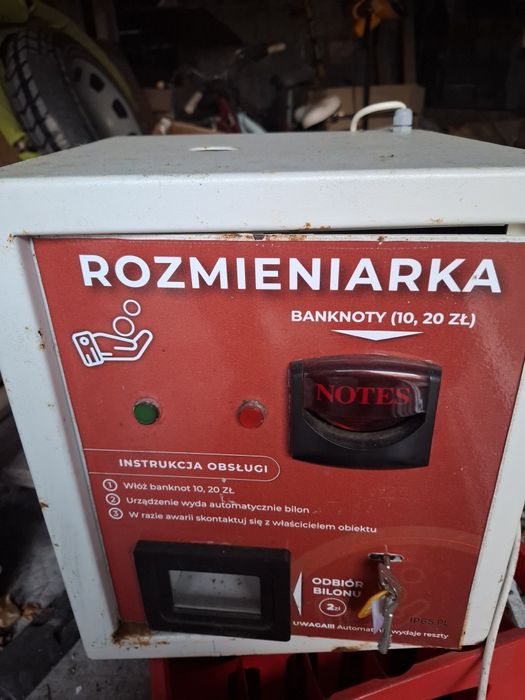 ROZMIENIARKA
BANKNOTY (10, 20 ZŁ)
NOTES
INSTRUKCJA OBSŁUGI
1 Włóż banknot 10, 20 ZŁ
2 Urządzenie wyda automatycznie bilon
3 W razie awarii skontaktuj się z właścicielem obiektu
ODBIÓR
BILONU
2zł
IP65.PL
UWAGA!!! Automat wydaje reszty